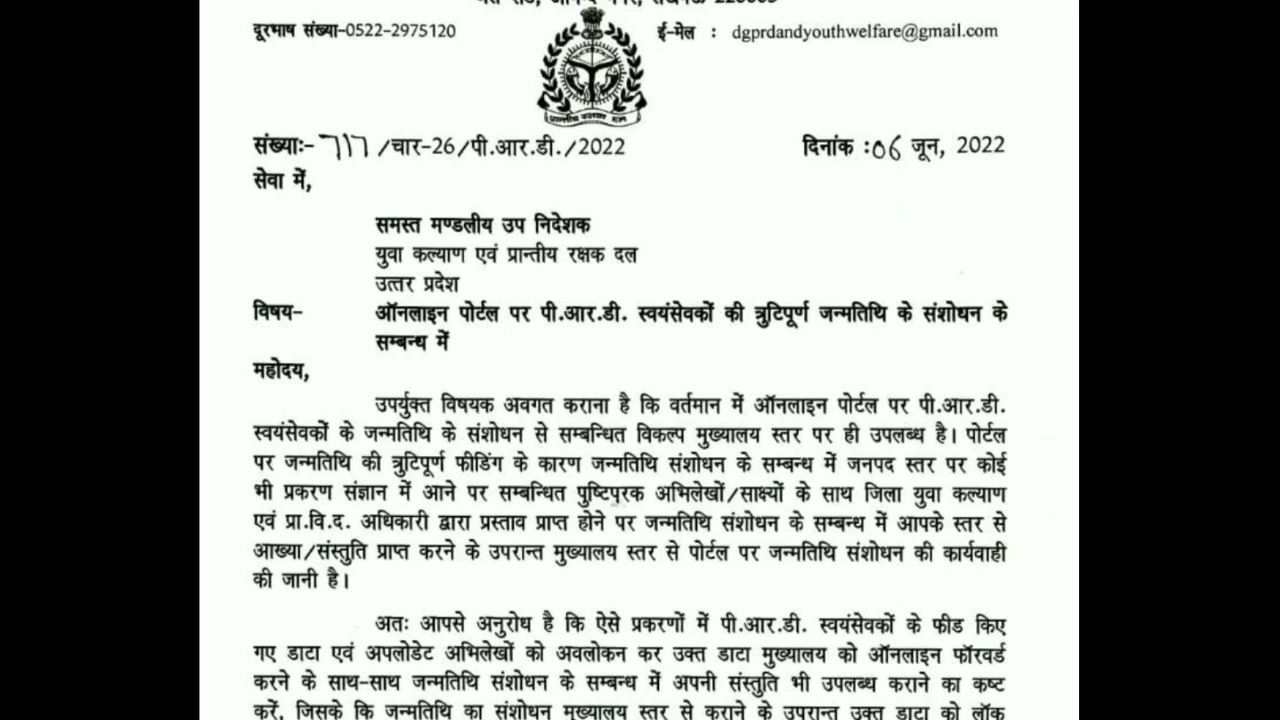 दूरभाष संख्या-0522-2975120 ई-मेल : dgprdandyouthwelfare@gmail.com
प्रान्तीय रक्षक दल
संख्याः- 717 /चार-26/पी.आर.डी./2022 दिनांक :06 जून, 2022
सेवा में,
समस्त मण्डलीय उप निदेशक
युवा कल्याण एवं प्रान्तीय रक्षक दल
उत्तर प्रदेश
विषय- ऑनलाइन पोर्टल पर पी.आर.डी. स्वयंसेवकों की त्रुटिपूर्ण जन्मतिथि के संशोधन के
सम्बन्ध में
महोदय,
उपर्युक्त विषयक अवगत कराना है कि वर्तमान में ऑनलाइन पोर्टल पर पी.आर.डी.
स्वयंसेवकों के जन्मतिथि के संशोधन से सम्बन्धित विकल्प मुख्यालय स्तर पर ही उपलब्ध है। पोर्टल
पर जन्मतिथि की त्रुटिपूर्ण फीडिंग के कारण जन्मतिथि संशोधन के सम्बन्ध में जनपद स्तर पर कोई
भी प्रकरण संज्ञान में आने पर सम्बन्धित पुष्टिपूरक अभिलेखों/साक्ष्यों के साथ जिला युवा कल्याण
एवं प्रा.वि.द. अधिकारी द्वारा प्रस्ताव प्राप्त होने पर जन्मतिथि संशोधन के सम्बन्ध में आपके स्तर से
आख्या/संस्तुति प्राप्त करने के उपरान्त मुख्यालय स्तर से पोर्टल पर जन्मतिथि संशोधन की कार्यवाही
की जानी है।
अतः आपसे अनुरोध है कि ऐसे प्रकरणों में पी.आर.डी. स्वयंसेवकों के फीड किए
गए डाटा एवं अपलोडेट अभिलेखों को अवलोकन कर उक्त डाटा मुख्यालय को ऑनलाइन फॉरवर्ड
करने के साथ-साथ जन्मतिथि संशोधन के सम्बन्ध में अपनी संस्तुति भी उपलब्ध कराने का कष्ट
करें, जिसके कि जन्मतिथि का संशोधन मुख्यालय स्तर से कराने के उपरान्त उक्त डाटा को लॉक